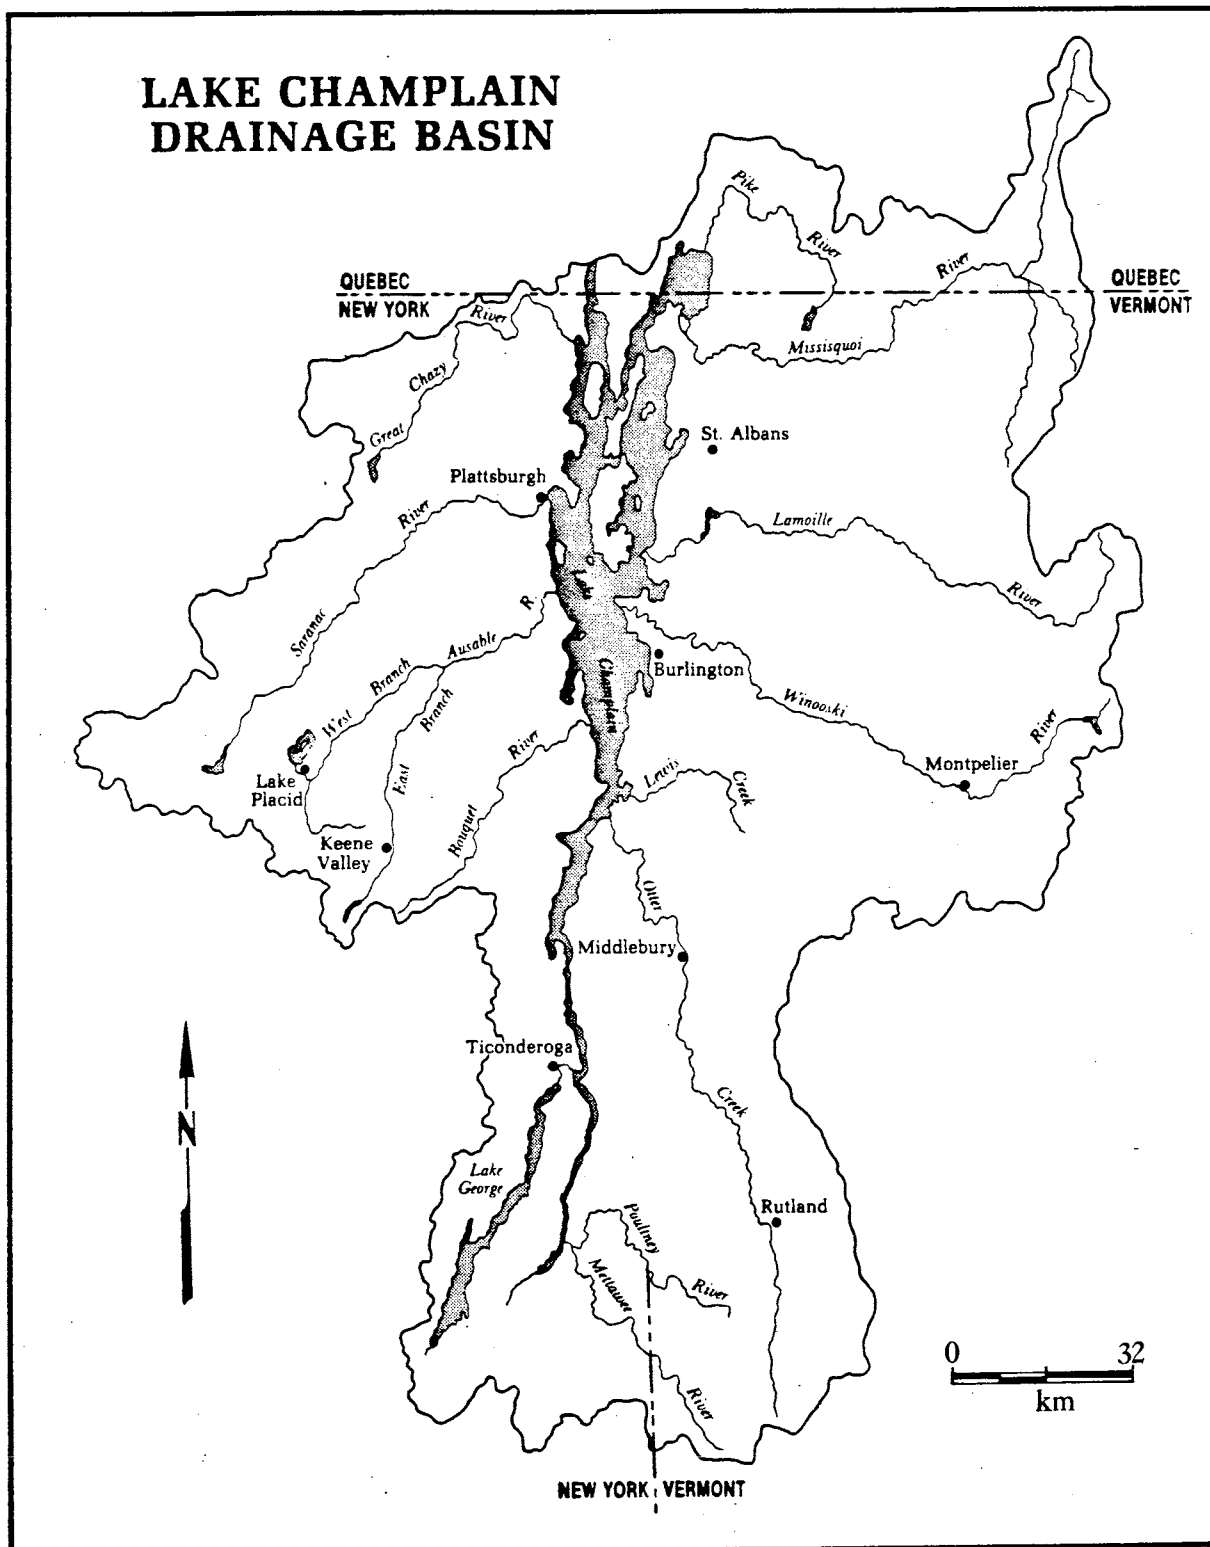 LAKE CHAMPLAIN
DRAINAGE BASIN
Pike
River
River
QUEBEC
NEW YORK
QUEBEC
VERMONT
River
Missisquoi
Chazy
Great
St. Albans
Plattsburgh
River
Lamoille
Lake
R.
River
Saranac
Ausable
Branch
Burlington
Champlain
Branch
West
Winooski
River
River
Montpelier
Lewis
Creek
Lake
Placid
East
Bouquet
Keene
Valley
Otter
Middlebury
Ticonderoga
N
Creek
Lake
George
Rutland
Poultney
Mettawee
River
0 32
km
River
NEW YORK VERMONT